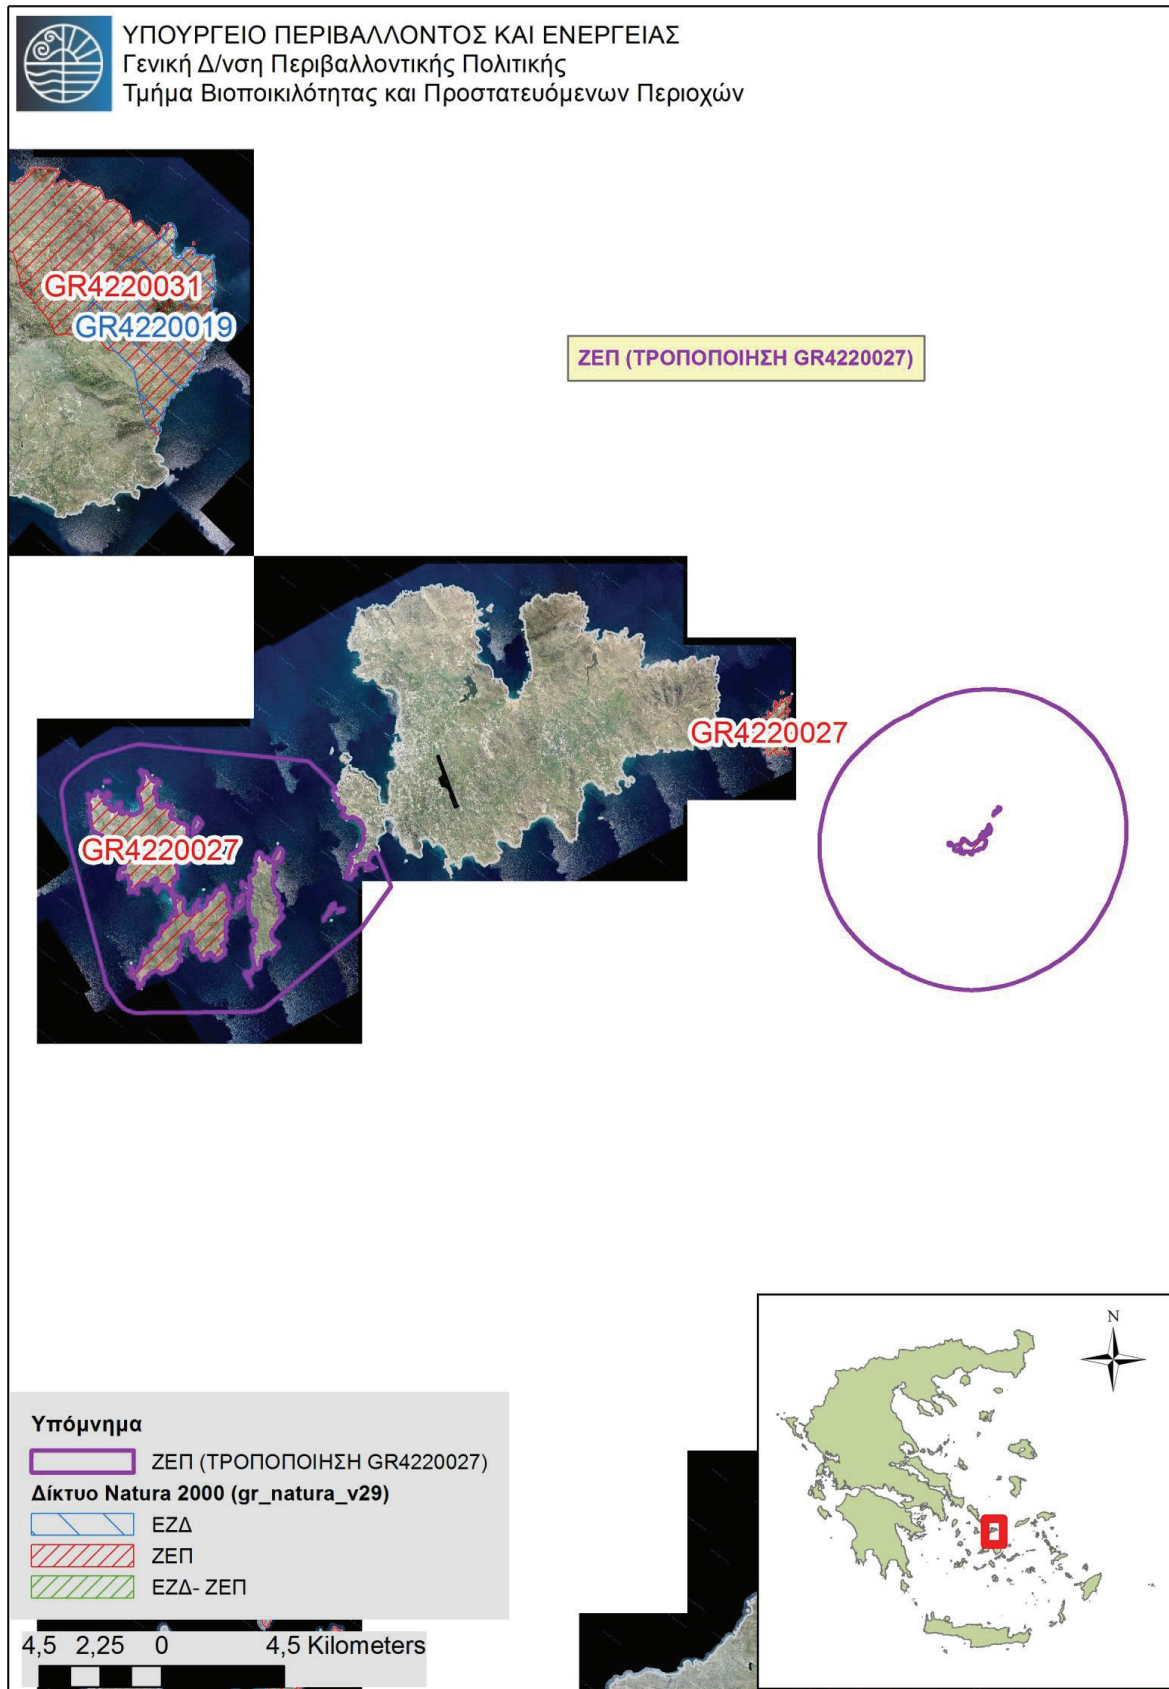 ΥΠΟΥΡΓΕΙΟ ΠΕΡΙΒΑΛΛΟΝΤΟΣ ΚΑΙ ΕΝΕΡΓΕΙΑΣ
Γενική Δ/νση Περιβαλλοντικής Πολιτικής
Τμήμα Βιοποικιλότητας και Προστατευόμενων Περιοχών
GR4220031
GR4220019
ΖΕΠ (ΤΡΟΠΟΠΟΙΗΣΗ GR4220027)
GR4220027
GR4220027
N
Υπόμνημα
ΖΕΠ (ΤΡΟΠΟΠΟΙΗΣΗ GR4220027)
Δίκτυο Natura 2000 (gr_natura_v29)
ΕΖΔ
ΖΕΠ
ΕΖΔ- ΖΕΠ
4,5 2,25 0 4,5 Kilometers